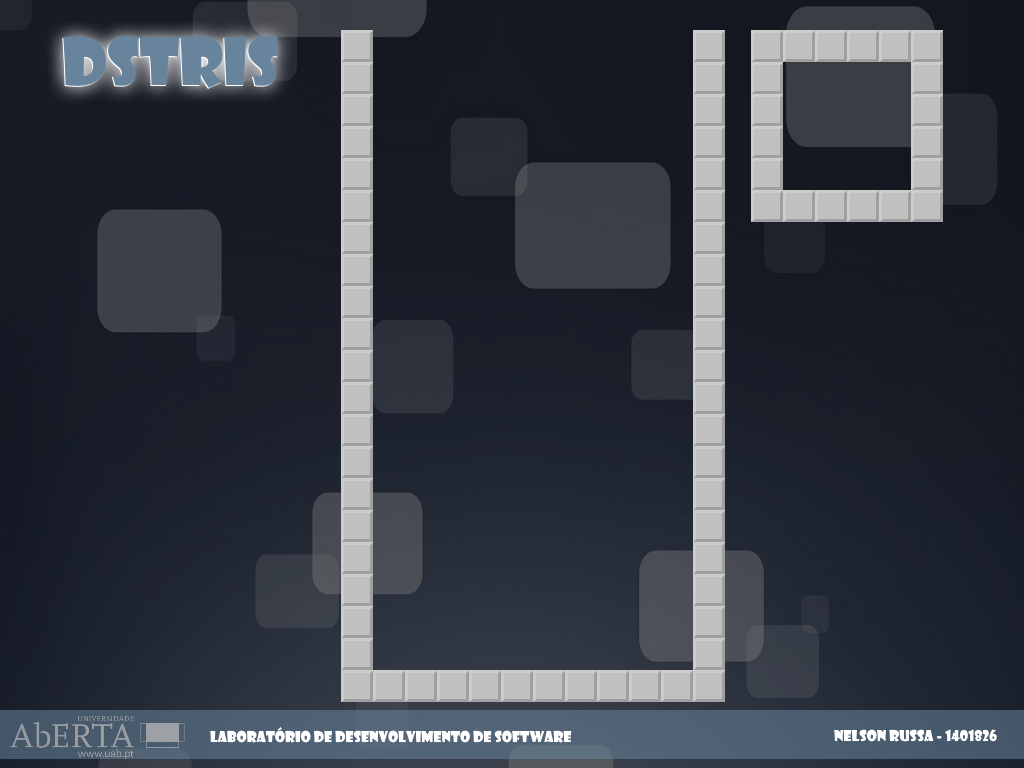 DSTRIS
UNIVERSIDADE
AbERTA
www.uab.pt
LABORATÓRIO DE DESENVOLVIMENTO DE SOFTWARE
NELSON RUSSA - 1401826